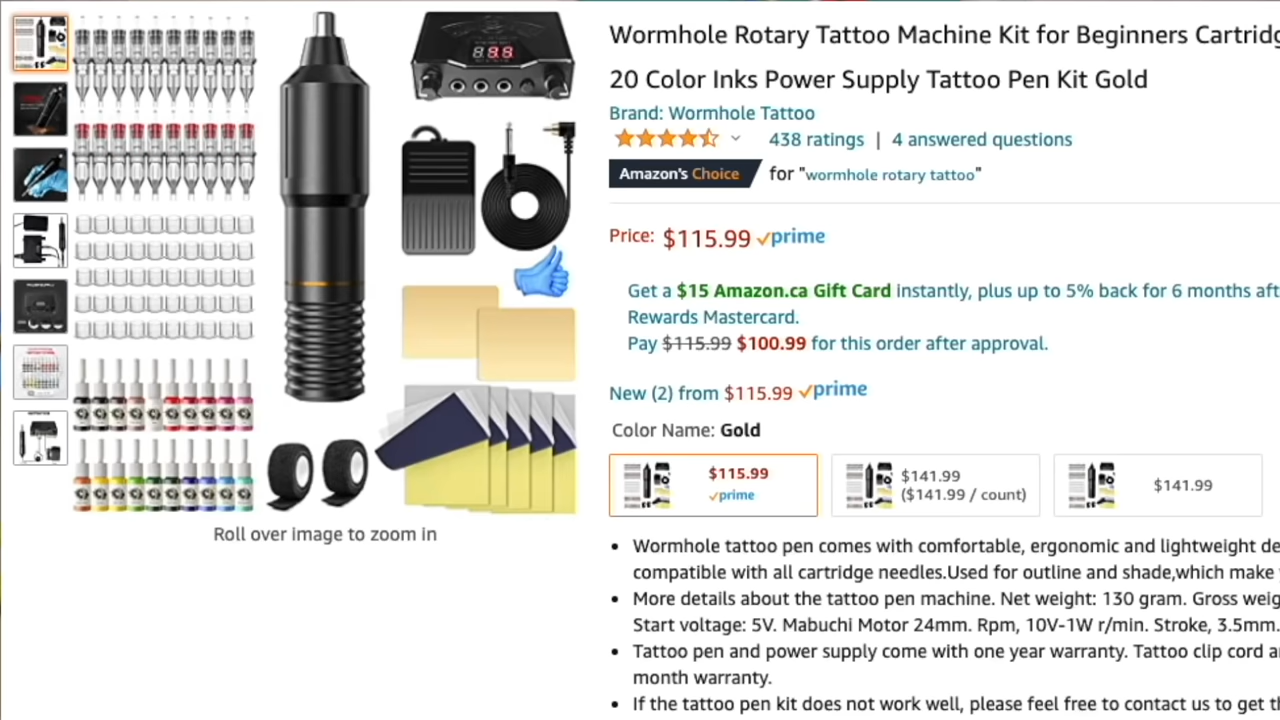 Wormhole Rotary Tattoo Machine Kit for Beginners
20 Color Inks Power Supply Tattoo Pen Kit Gold
Brand: Wormhole Tattoo
438 ratings | 4 answered questions
Amazon's Choice for "wormhole rotary tattoo"
Price: $115.99 prime
Get a $15 Amazon.ca Gift Card instantly, plus up to 5% back for 6 months
Rewards Mastercard.
Pay $115.99 $100.99 for this order after approval.
New (2) from $115.99 prime
Color Name: Gold
$115.99
prime
$141.99
($141.99 / count)
$141.99
Wormhole tattoo pen comes with comfortable, ergonomic and lightweight
compatible with all cartridge needles.Used for outline and shade,which make
More details about the tattoo pen machine. Net weight: 130 gram. Gross
Start voltage: 5V. Mabuchi Motor 24mm. Rpm, 10V-1W r/min. Stroke, 3.5mm.
Tattoo pen and power supply come with one year warranty. Tattoo clip cord
month warranty.
If the tattoo pen kit does not work well, please feel free to contact us to get
Roll over image to zoom in